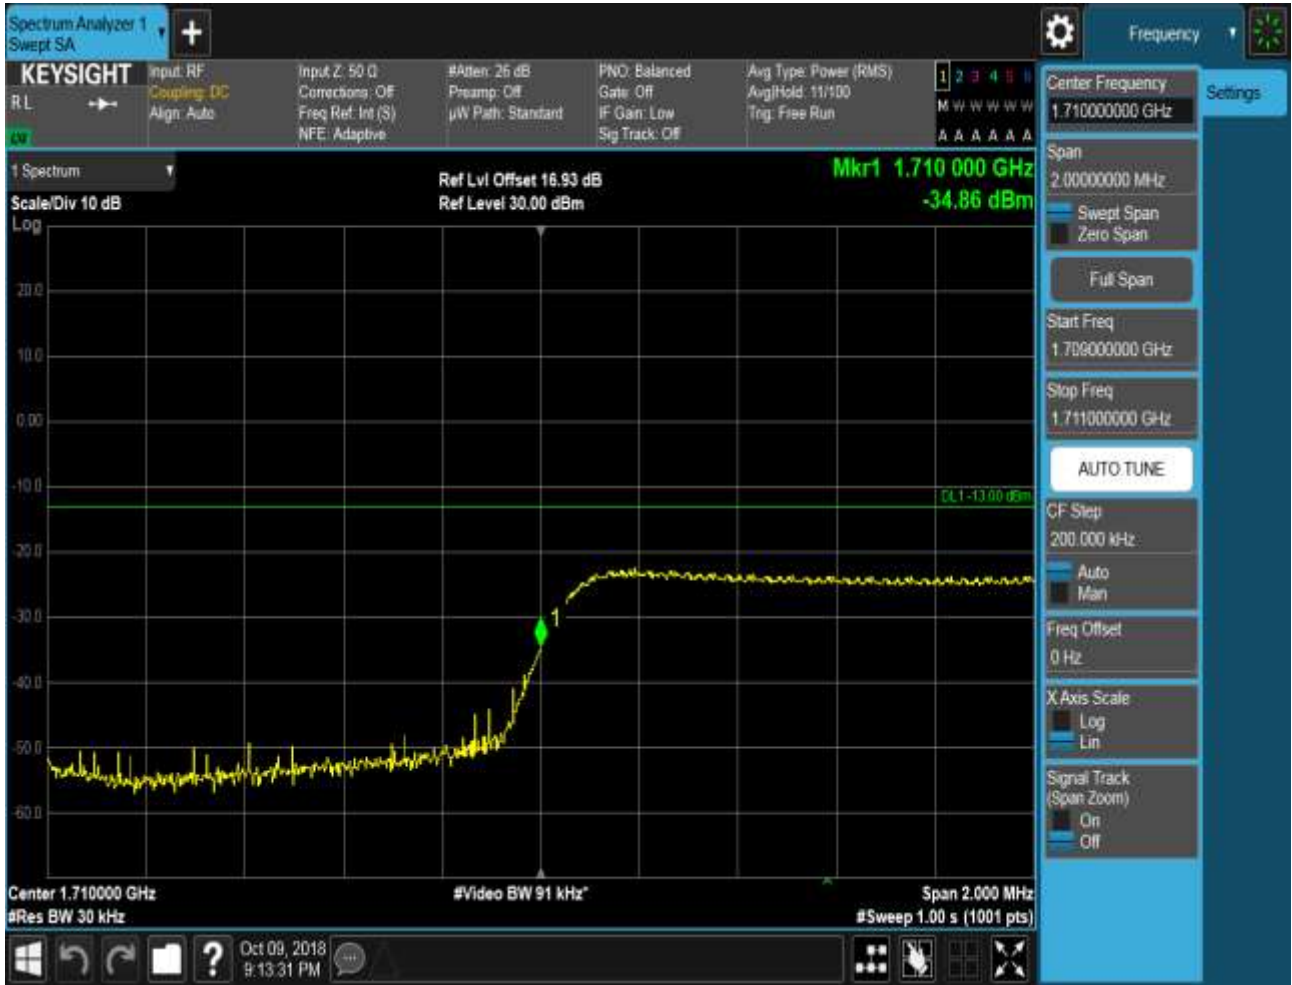 Spectrum Analyzer 1
Swept SA
+
Frequency
KEYSIGHT
R L
Input: RF
Coupling: DC
Align: Auto
Input Z: 50 Ω
Corrections: Off
Freq Ref: Int (S)
NFE: Adaptive
#Atten: 26 dB
Preamp: Off
µW Path: Standard
PNO: Balanced
Gate: Off
IF Gain: Low
Sig Track: Off
Avg Type: Power (RMS)
Avg|Hold: 11/100
Trig: Free Run
1 2 3 4 5 6
M W W W W W
A A A A A A
1 Spectrum
Scale/Div 10 dB
Log
Ref Lvl Offset 16.93 dB
Ref Level 30.00 dBm
Mkr1 1.710 000 GHz
-34.86 dBm
20.0
10.0
0.00
-10.0
-20.0
-30.0
-40.0
-50.0
-60.0
DL1 -13.00 dBm
1
Center 1.710000 GHz
#Res BW 30 kHz
#Video BW 91 kHz*
Span 2.000 MHz
#Sweep 1.00 s (1001 pts)
Center Frequency
1.710000000 GHz
Settings
Span
2.00000000 MHz
Swept Span
Zero Span
Full Span
Start Freq
1.709000000 GHz
Stop Freq
1.711000000 GHz
AUTO TUNE
CF Step
200.000 kHz
Auto
Man
Freq Offset
0 Hz
X Axis Scale
Log
Lin
Signal Track
(Span Zoom)
On
Off
?
Oct 09, 2018
9:13:31 PM